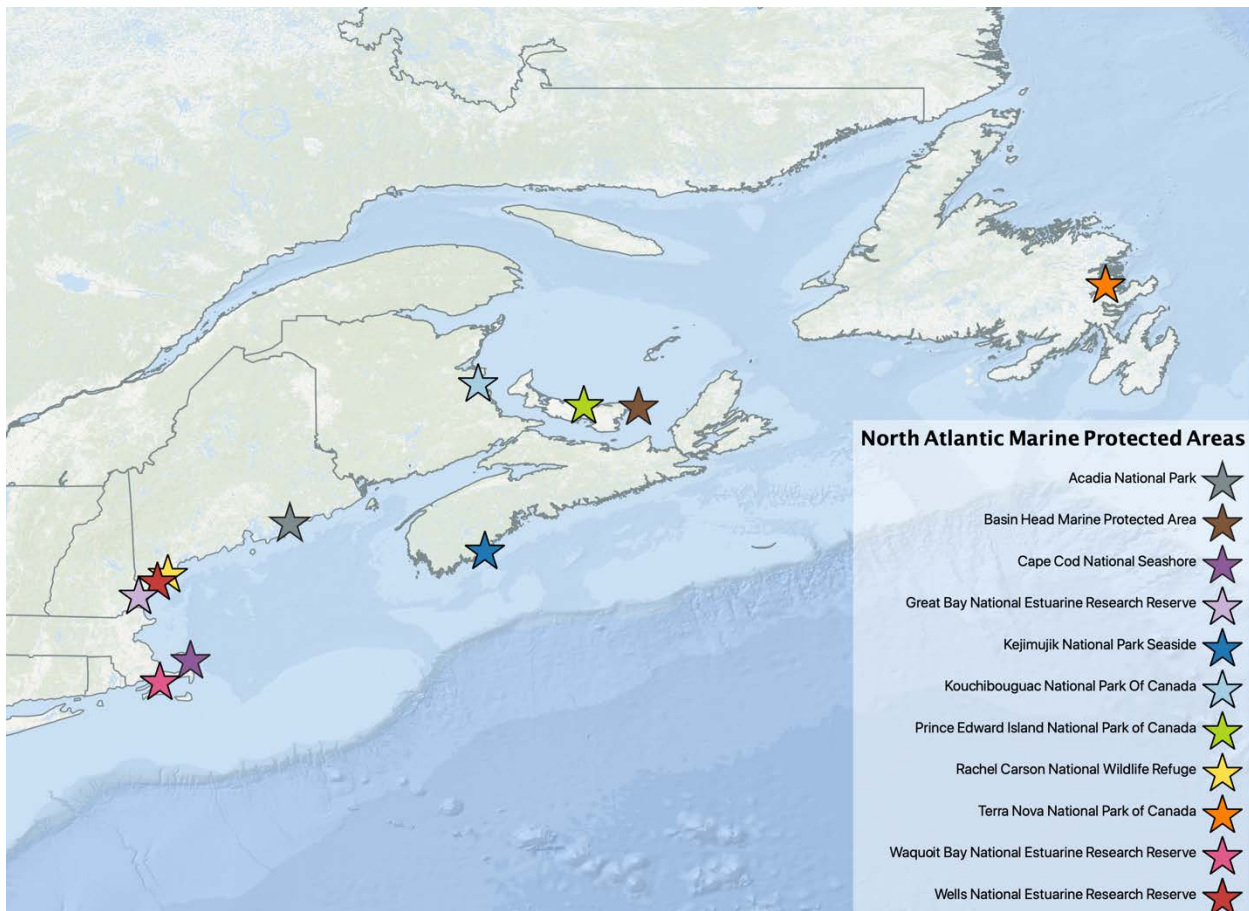 North Atlantic Marine Protected Areas
Acadia National Park
Basin Head Marine Protected Area
Cape Cod National Seashore
Great Bay National Estuarine Research Reserve
Kejimujik National Park Seaside
Kouchibouguac National Park Of Canada
Prince Edward Island National Park of Canada
Rachel Carson National Wildlife Refuge
Terra Nova National Park of Canada
Waquoit Bay National Estuarine Research Reserve
Wells National Estuarine Research Reserve